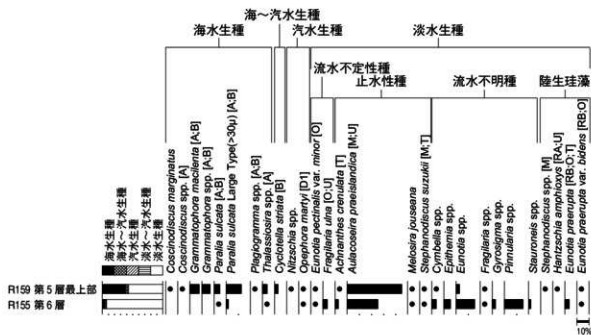 海～汽水生種
海水生種
汽水生種
淡水生種
流水不定性種
止水性種
流水不明種
陸生珪藻
海水生種
海水～汽水生種
汽水生種
淡水～汽水生種
淡水生種
Coscinodiscus marginatus
Coscinodiscus spp. [A]
Grammatophora macilenta [A;B]
Grammatophora spp. [A;B]
Paralia sulcata [A;B]
Paralia sulcata Large Type(>30μ) [A;B]
Plagiogramma spp. [A;B]
Thalassiosira spp. [A]
Cyclotella striata [B]
Nitzschia spp.
Opephora martyi [D1]
Eunotia pectinalis var. minor [O]
Fragilaria ulna [O;U]
Achnanthes crenulata [T]
Aulacoseira praeislandica [M;U]
Melosira jouseana
Stephanodiscus suzukii [M;T]
Cymbella spp.
Epithemia spp.
Eunotia spp.
Fragilaria spp.
Gyrosigma spp.
Pinnularia spp.
Stauroneis spp.
Stephanodiscus spp. [M]
Hantzschia amphioxys [RA;U]
Eunotia praerupta [RB;O;T]
Eunotia praerupta var. bidens [RB;O]
R159 第5層最上部
R155 第6層
10%